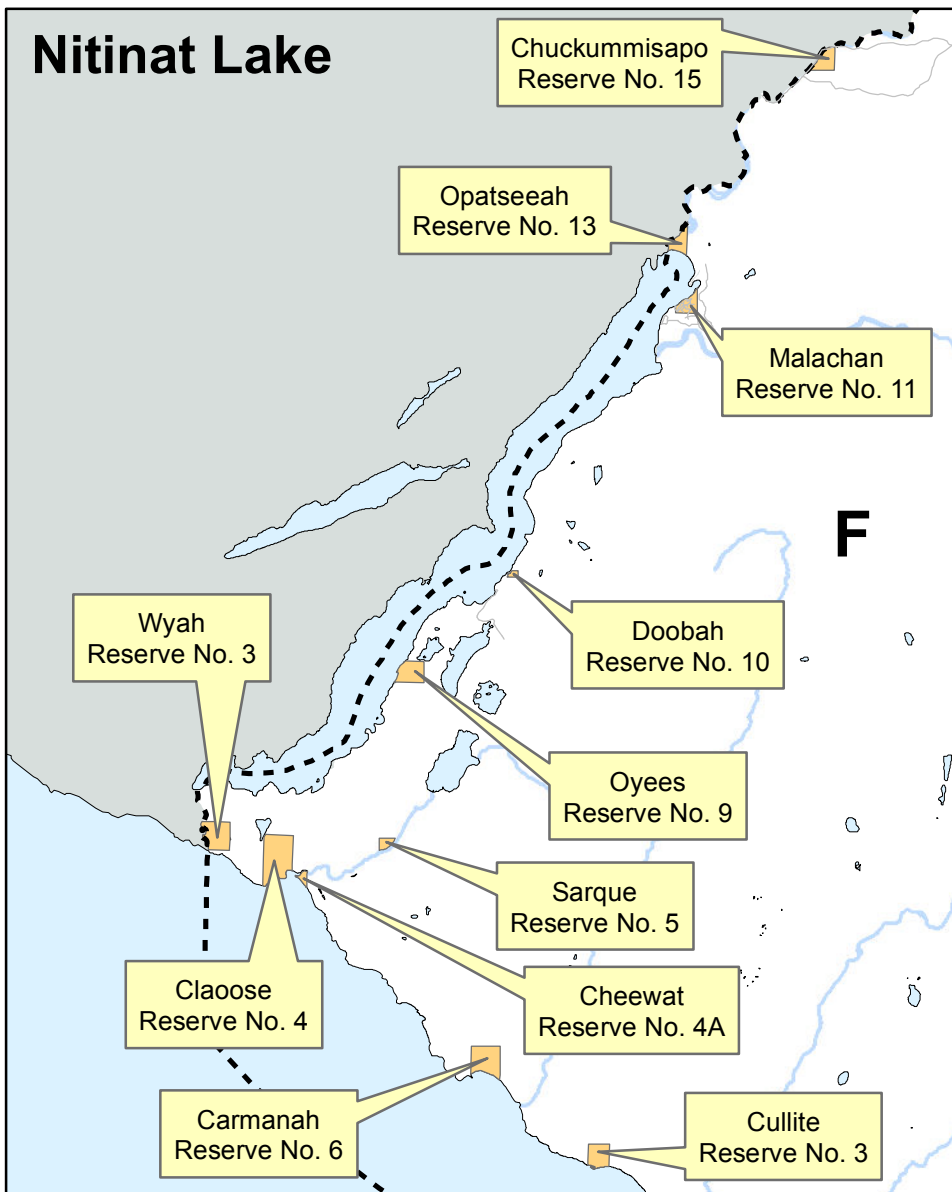 Nitinat Lake
Chuckummisapo
Reserve No. 15
Opatseeah
Reserve No. 13
Malachan
Reserve No. 11
F
Wyah
Reserve No. 3
Doobah
Reserve No. 10
Oyees
Reserve No. 9
Sarque
Reserve No. 5
Claoose
Reserve No. 4
Cheewat
Reserve No. 4A
Carmanah
Reserve No. 6
Cullite
Reserve No. 3